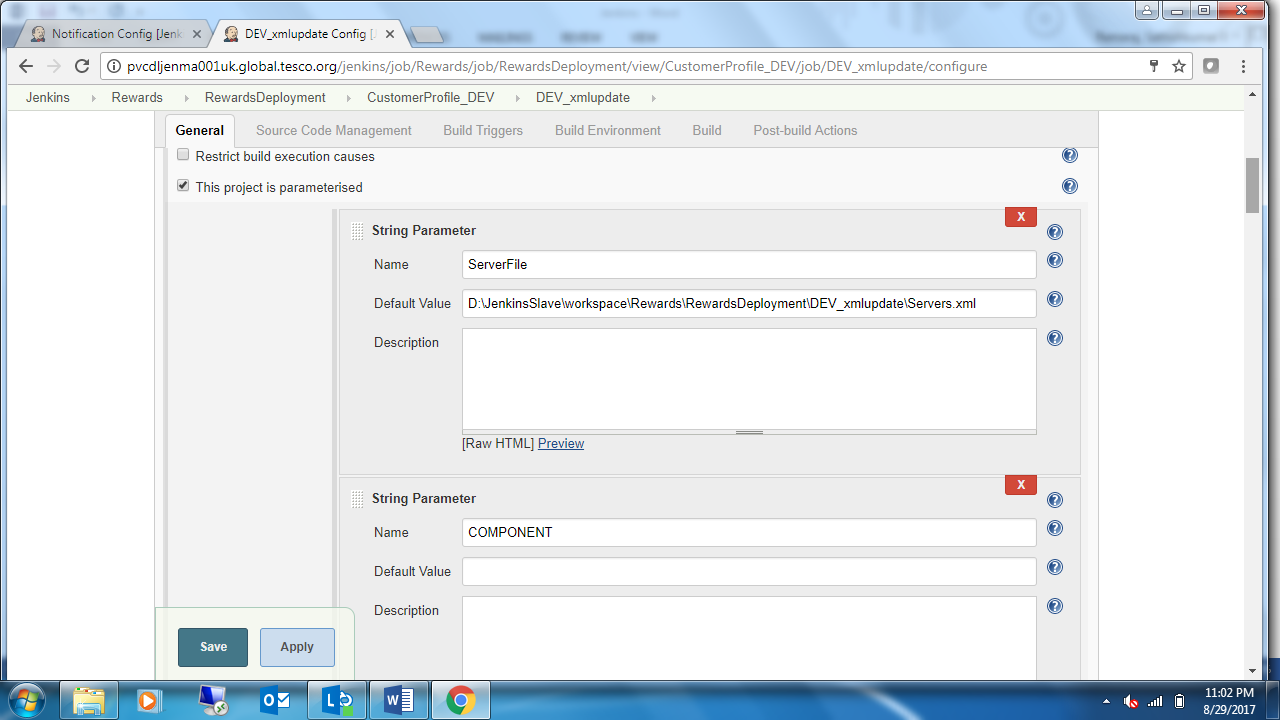 Notification Config [Jenk
DEV_xmlupdate Config [J
pvcdljenma001uk.global.tesco.org/jenkins/job/Rewards/job/RewardsDeployment/view/CustomerProfile_DEV/job/DEV_xmlupdate/configure
Jenkins Rewards RewardsDeployment CustomerProfile_DEV DEV_xmlupdate
General Source Code Management Build Triggers Build Environment Build Post-build Actions
Restrict build execution causes
This project is parameterised
X
String Parameter
Name ServerFile
Default Value D:\JenkinsSlave\workspace\Rewards\RewardsDeployment\DEV_xmlupdate\Servers.xml
Description
[Raw HTML] Preview
X
String Parameter
Name COMPONENT
Default Value
Description
Save Apply
11:02 PM
8/29/2017